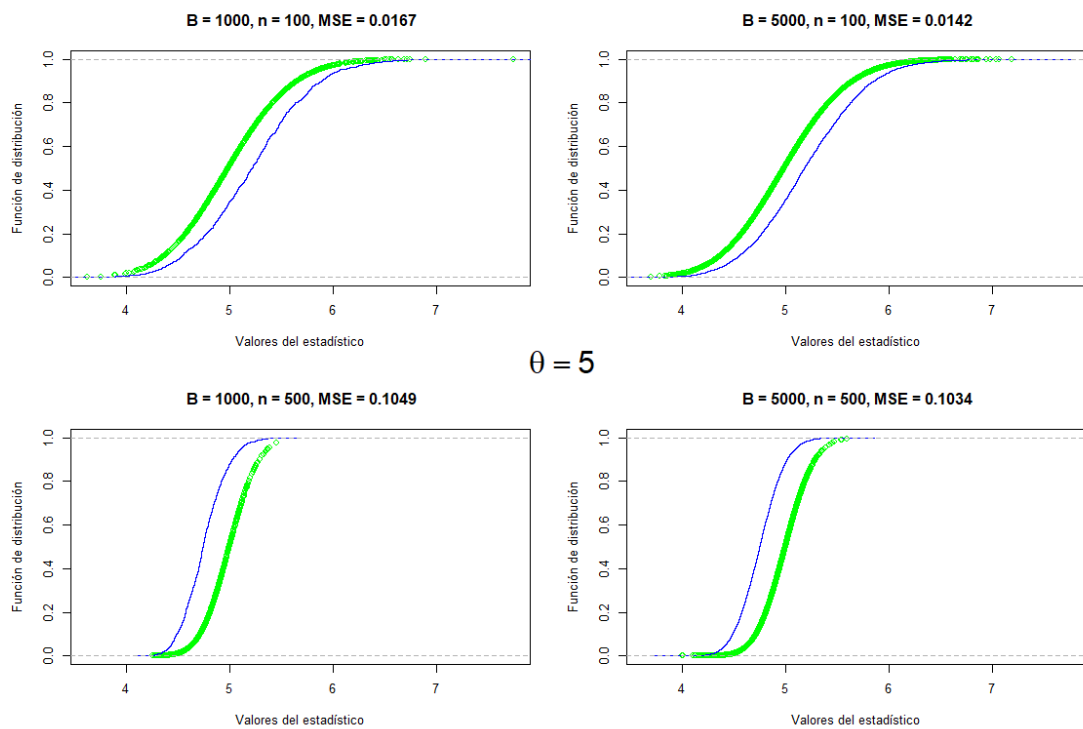 B = 1000, n = 100, MSE = 0.0167
Función de distribución
0.0 0.2 0.4 0.6 0.8 1.0
4 5 6 7
Valores del estadístico
B = 5000, n = 100, MSE = 0.0142
Función de distribución
0.0 0.2 0.4 0.6 0.8 1.0
4 5 6 7
Valores del estadístico
θ = 5
B = 1000, n = 500, MSE = 0.1049
Función de distribución
0.0 0.2 0.4 0.6 0.8 1.0
4 5 6 7
Valores del estadístico
B = 5000, n = 500, MSE = 0.1034
Función de distribución
0.0 0.2 0.4 0.6 0.8 1.0
4 5 6 7
Valores del estadístico